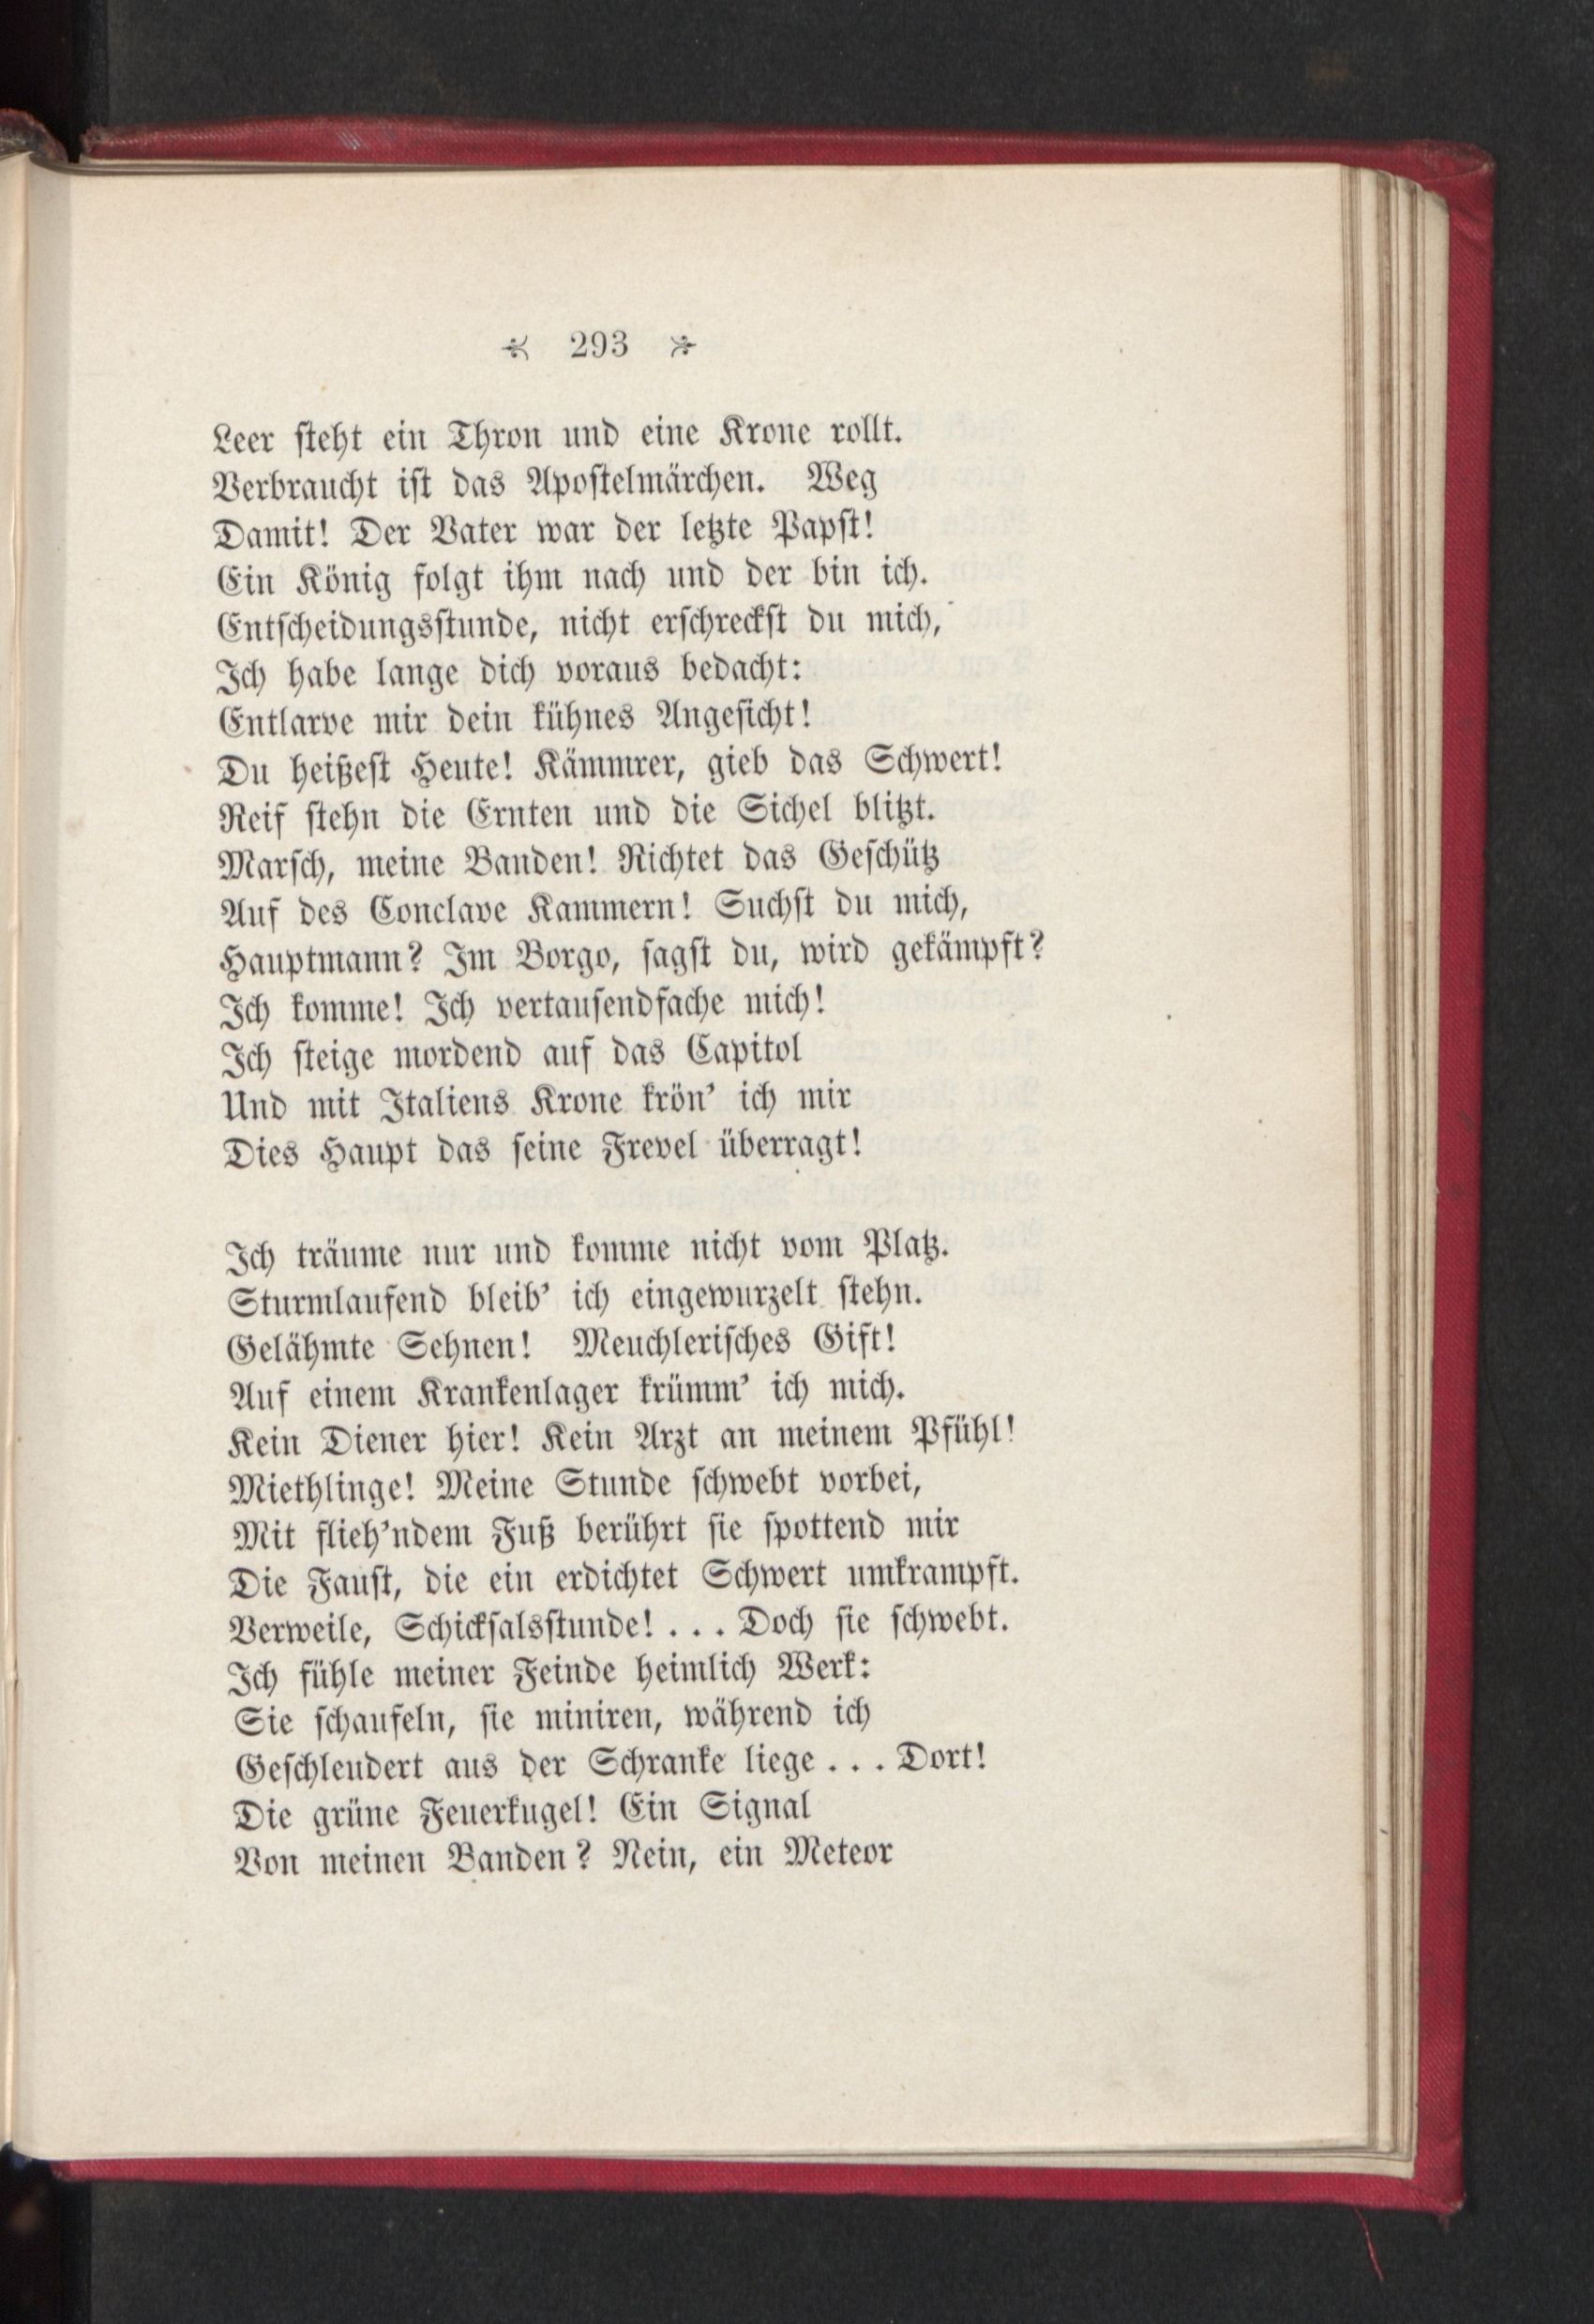 293
Leer steht ein Thron und eine Krone rollt.
Verbraucht ist das Apostelmärchen. Weg
Damit! Der Vater war der letzte Papst!
Ein König folgt ihm nach und der bin ich.
Entscheidungsstunde, nicht erschreckst du mich,
Ich habe lange dich voraus bedacht:
Entlarve mir dein kühnes Angesicht!
Du heißest Heute! Kämmrer, gieb das Schwert!
Reif stehn die Ernten und die Sichel blitzt.
Marsch, meine Banden! Richtet das Geschütz
Auf des Conclave Kammern! Suchst du mich,
Hauptmann? Im Borgo, sagst du, wird gekämpft?
Ich komme! Ich vertausendfache mich!
Ich steige mordend auf das Capitol
Und mit Italiens Krone krön’ ich mir
Dies Haupt das seine Frevel überragt!
Ich träume nur und komme nicht vom Platz.
Sturmlaufend bleib’ ich eingewurzelt stehn.
Gelähmte Sehnen! Meuchlerisches Gift!
Auf einem Krankenlager krümm’ ich mich.
Kein Diener hier! Kein Arzt an meinem Pfühl!
Miethlinge! Meine Stunde schwebt vorbei,
Mit flieh’ndem Fuß berührt sie spottend mir
Die Faust, die ein erdichtet Schwert umkrampft.
Verweile, Schicksalsstunde! . . . Doch sie schwebt.
Ich fühle meiner Feinde heimlich Werk:
Sie schaufeln, sie miniren, während ich
Geschleudert aus der Schranke liege . . . Dort!
Die grüne Feuerkugel! Ein Signal
Von meinen Banden? Nein, ein Meteor